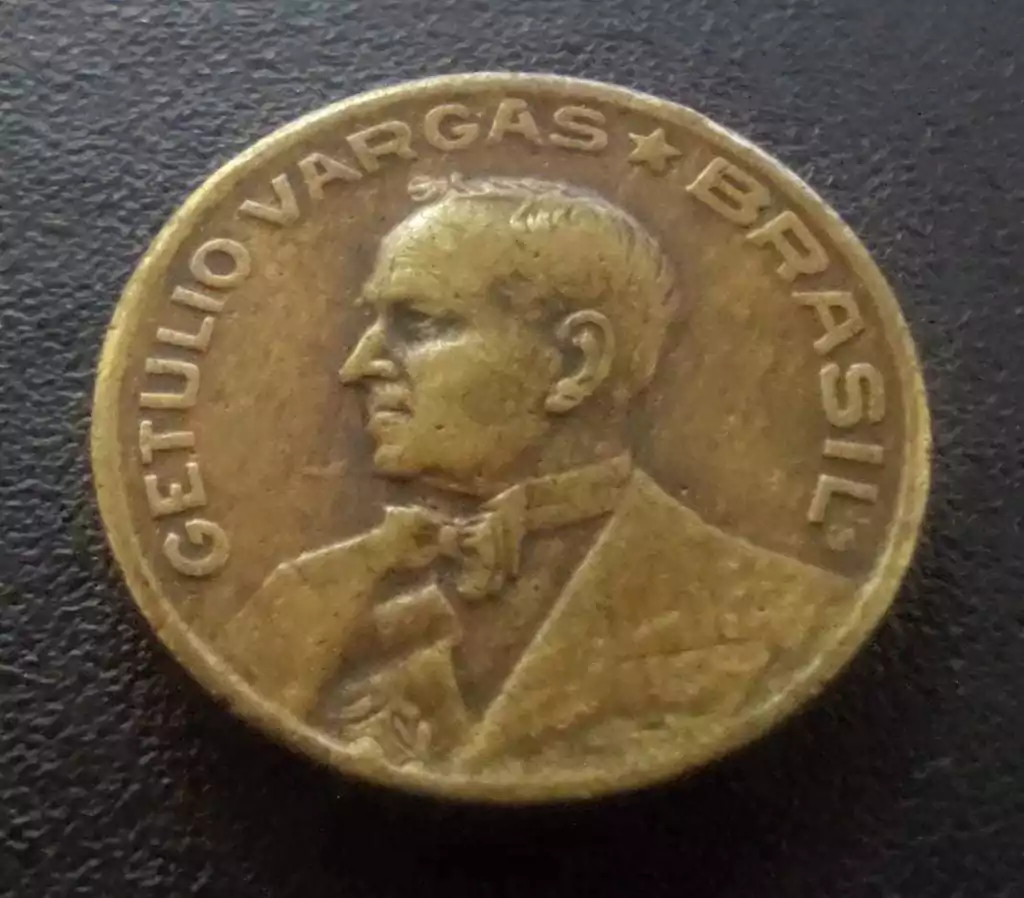 GETULIO VARGAS ★ BRASIL